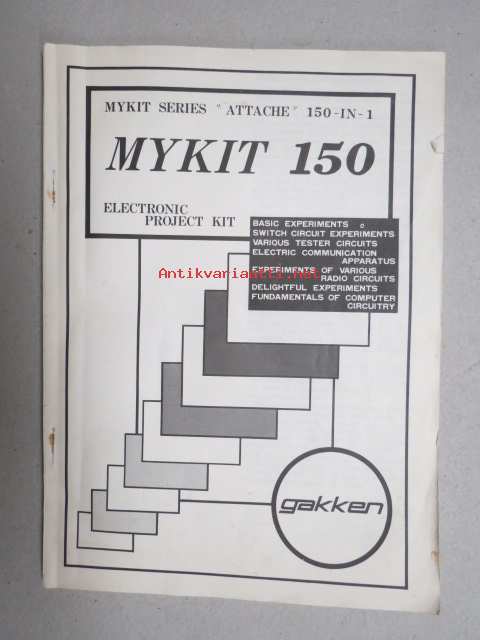 MYKIT SERIES "ATTACHE" 150-IN-1
MYKIT 150
ELECTRONIC
PROJECT KIT
BASIC EXPERIMENTS
SWITCH CIRCUIT EXPERIMENTS
VARIOUS TESTER CIRCUITS
ELECTRIC COMMUNICATION
APPARATUS
EXPERIMENTS OF VARIOUS
RADIO CIRCUITS
DELIGHTFUL EXPERIMENTS
FUNDAMENTALS OF COMPUTER
CIRCUITRY
Antikvariaatti.net
gakken